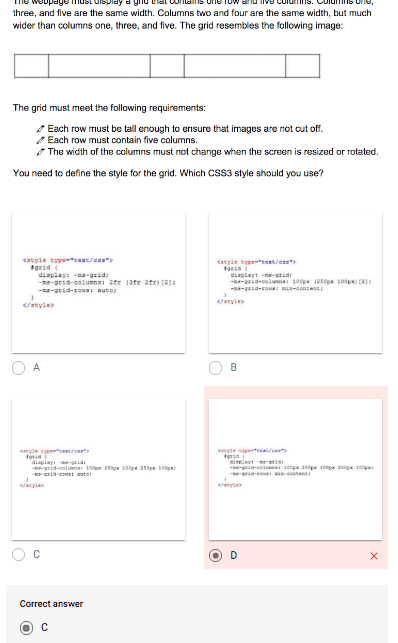 The webpage must display a grid that contains one row and five columns. Columns one,
three, and five are the same width. Columns two and four are the same width, but much
wider than columns one, three, and five. The grid resembles the following image:
The grid must meet the following requirements:
Each row must be tall enough to ensure that images are not cut off.
Each row must contain five columns.
The width of the columns must not change when the screen is resized or rotated.
You need to define the style for the grid. Which CSS3 style should you use?
<style type="text/css">
#grid {
display: -ms-grid;
-ms-grid-columns: 2fr (3fr 2fr)[2];
-ms-grid-rows: auto;
}
</style>
A
<style type="text/css">
#grid {
display: -ms-grid;
-ms-grid-columns: 100px (250px 100px)[2];
-ms-grid-rows: min-content;
}
</style>
B
<style type="text/css">
#grid {
display: -ms-grid;
-ms-grid-columns: 100px 250px 100px 250px 100px;
-ms-grid-rows: auto;
}
</style>
C
<style type="text/css">
#grid {
display: -ms-grid;
-ms-grid-columns: 100px 250px 100px 250px 100px;
-ms-grid-rows: min-content;
}
</style>
D
Correct answer
C